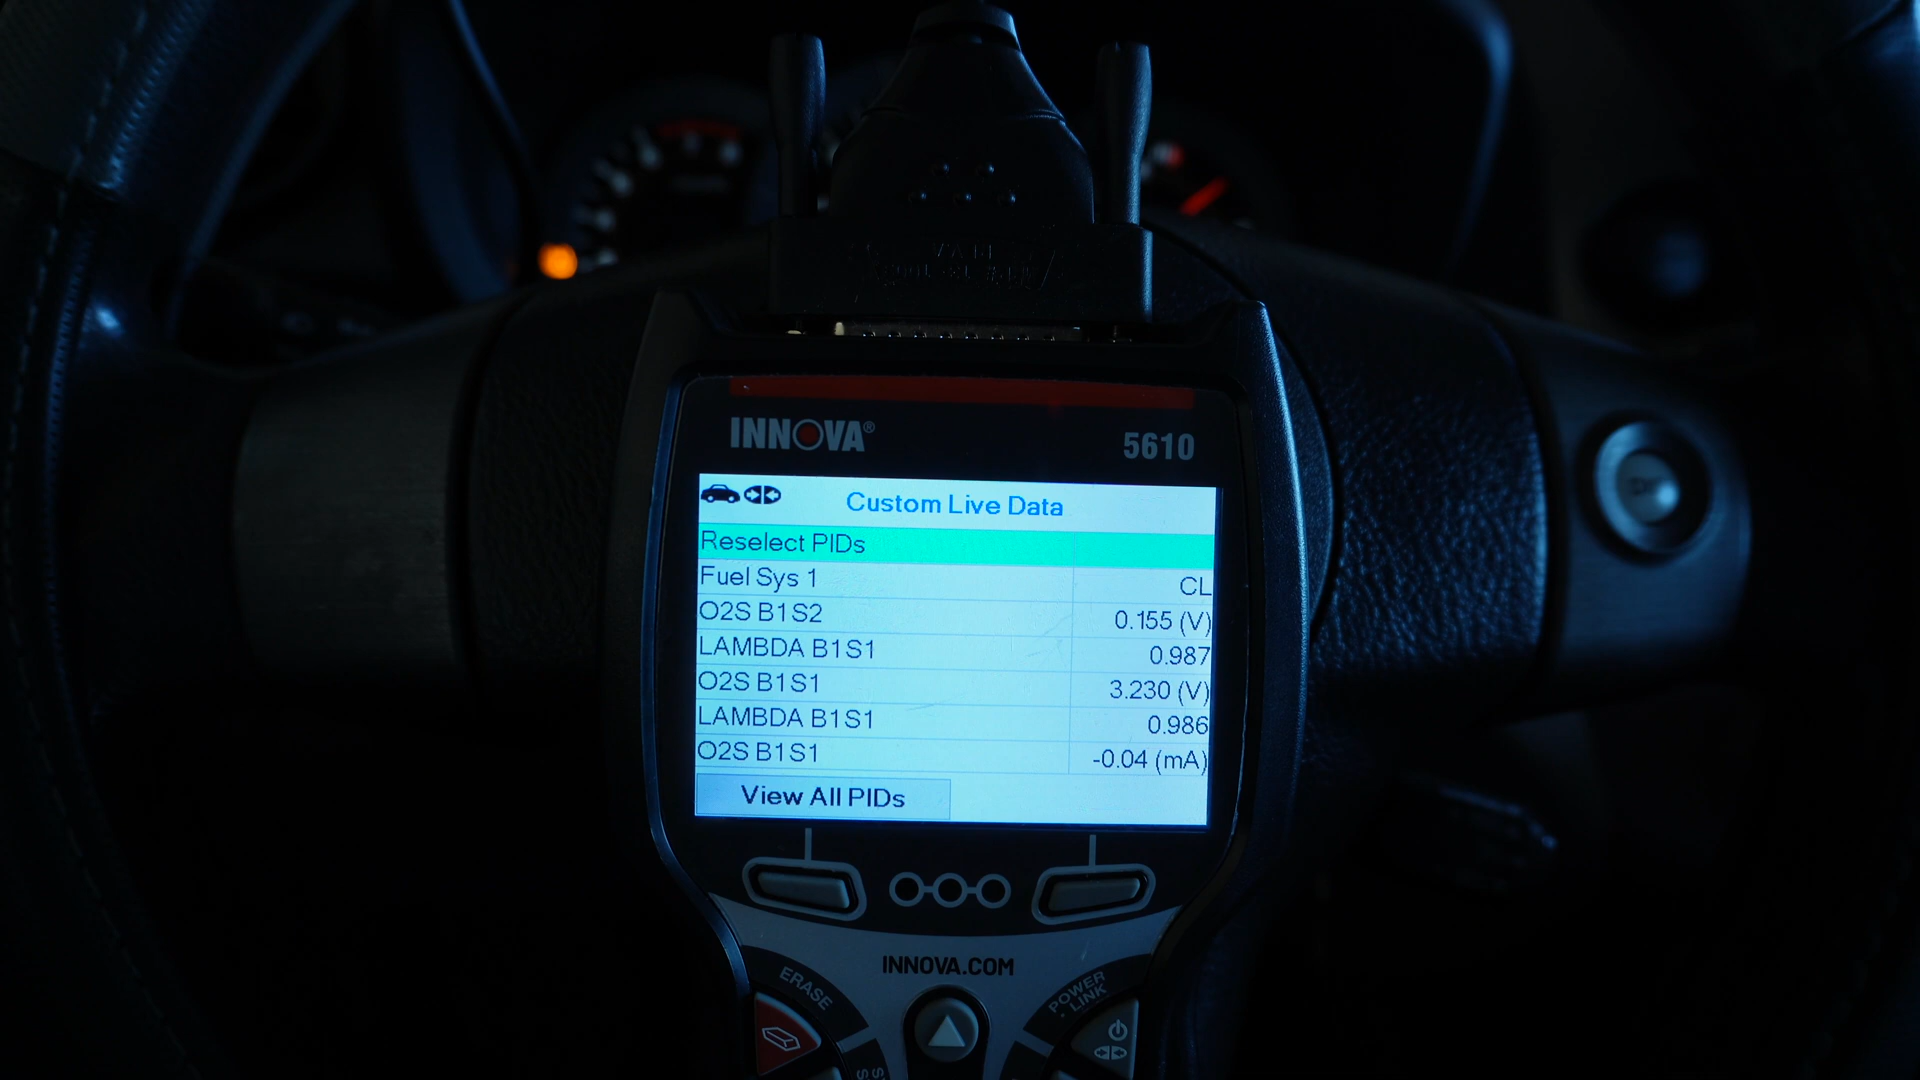 INNOVA®
5610
Custom Live Data
Reselect PIDs
Fuel Sys 1 CL
O2S B1S2 0.155 (V)
LAMBDA B1S1 0.987
O2S B1S1 3.230 (V)
LAMBDA B1S1 0.986
O2S B1S1 -0.04 (mA)
View All PIDs
INNOVA.COM
ERASE
POWER
LINK